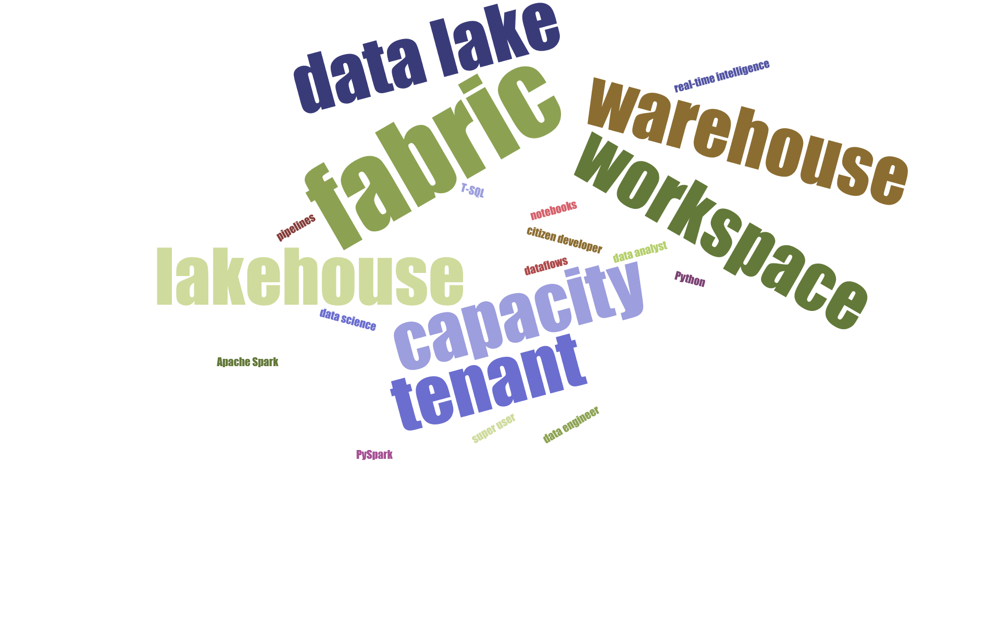 data lake
real-time intelligence
warehouse
fabric
workspace
T-SQL
notebooks
pipelines
citizen developer
data analyst
dataflows
lakehouse
Python
capacity
data science
Apache Spark
tenant
super user
data engineer
PySpark